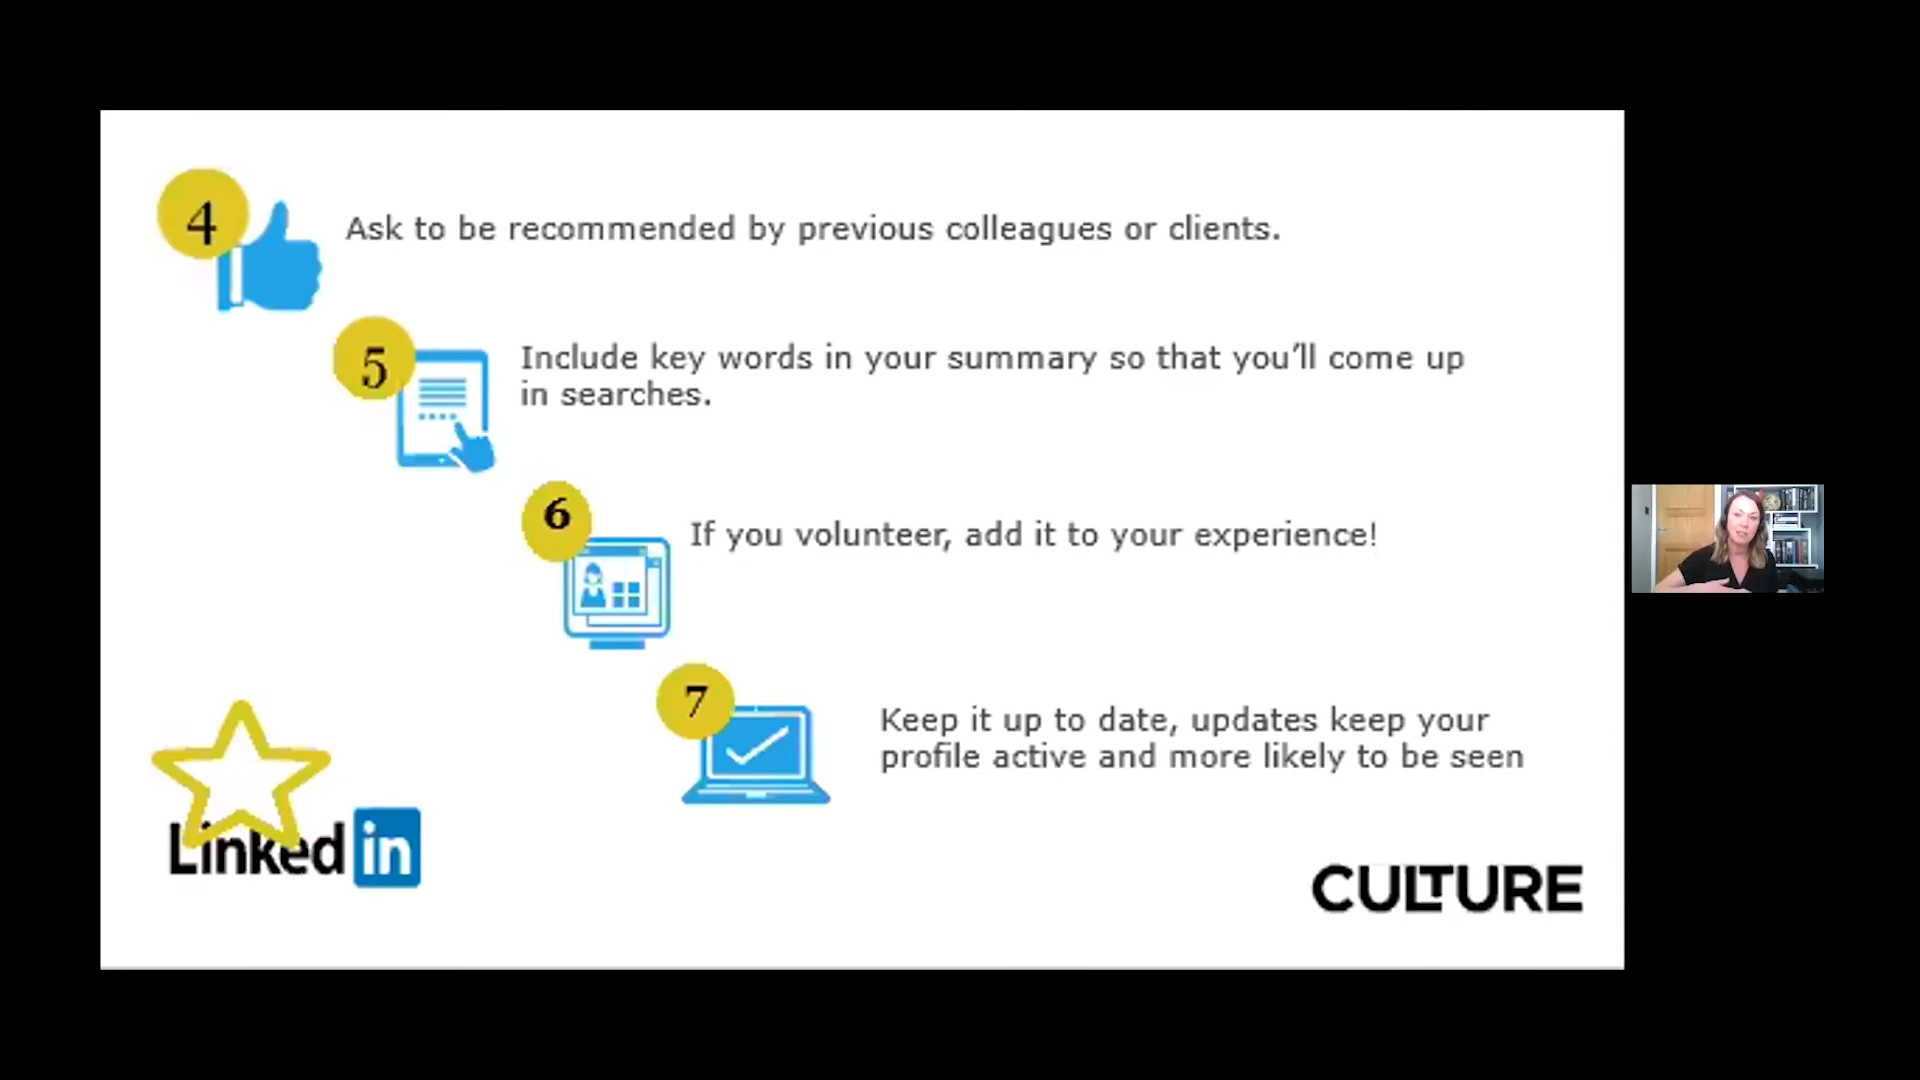 4
Ask to be recommended by previous colleagues or clients.
5
Include key words in your summary so that you’ll come up
in searches.
6
If you volunteer, add it to your experience!
7
Keep it up to date, updates keep your
profile active and more likely to be seen
Linked in
CULTURE